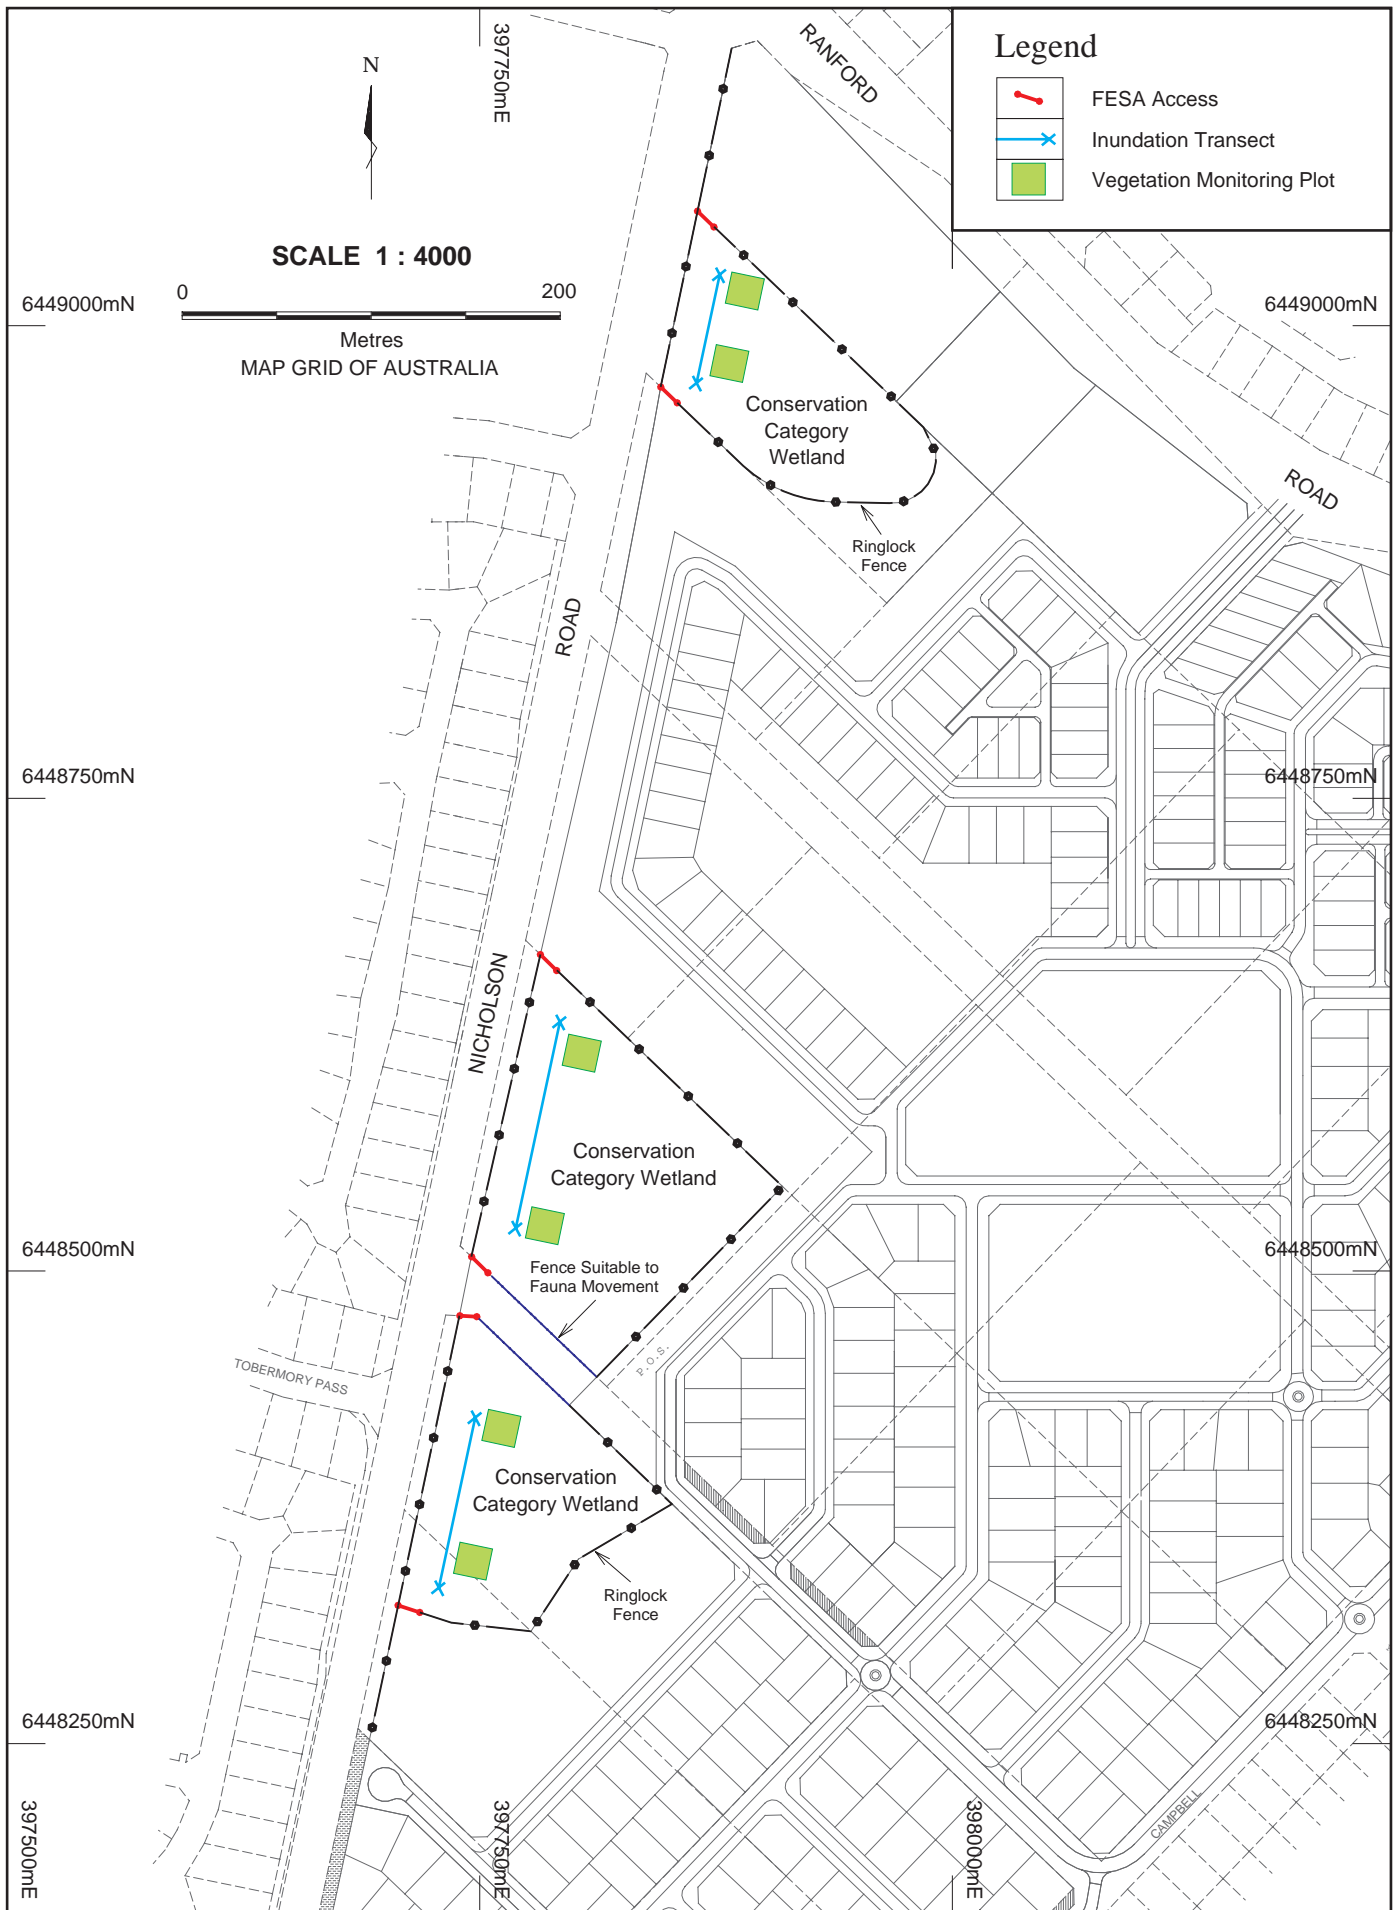 397750mE
RANFORD
Legend
FESA Access
Inundation Transect
Vegetation Monitoring Plot
N
SCALE 1 : 4000
0 200
Metres
MAP GRID OF AUSTRALIA
6449000mN
6449000mN
Conservation
Category
Wetland
ROAD
Ringlock
Fence
ROAD
6448750mN
6448750mN
NICHOLSON
Conservation
Category Wetland
6448500mN
6448500mN
Fence Suitable to
Fauna Movement
P.O.S.
TOBERMORY PASS
Conservation
Category Wetland
Ringlock
Fence
6448250mN
6448250mN
CAMPBELL
397500mE
397750mE
398000mE